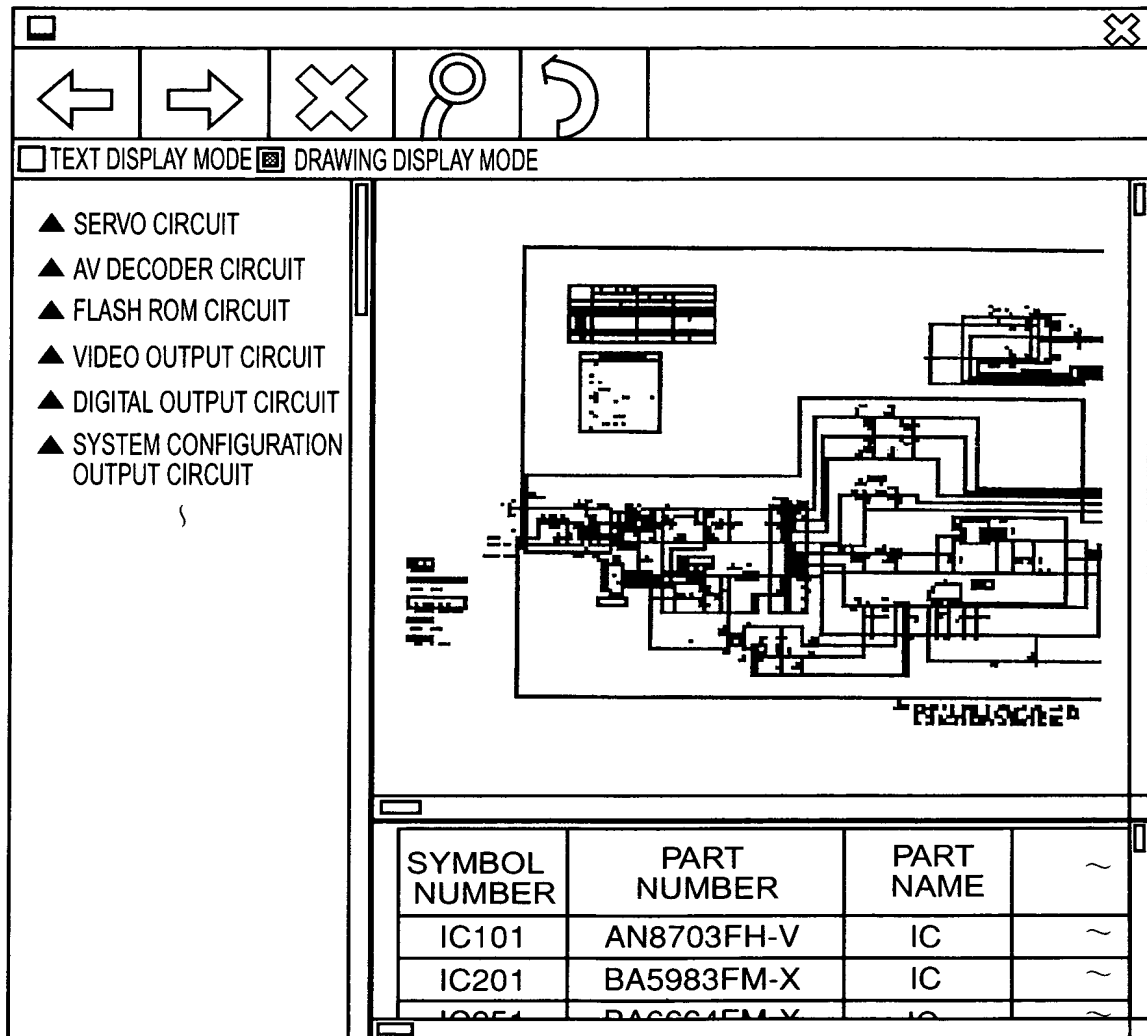 TEXT DISPLAY MODE DRAWING DISPLAY MODE
▲ SERVO CIRCUIT
▲ AV DECODER CIRCUIT
▲ FLASH ROM CIRCUIT
▲ VIDEO OUTPUT CIRCUIT
▲ DIGITAL OUTPUT CIRCUIT
▲ SYSTEM CONFIGURATION
OUTPUT CIRCUIT
~
SYMBOL NUMBER PART NUMBER PART NAME ~
IC101 AN8703FH-V IC ~
IC201 BA5983FM-X IC ~